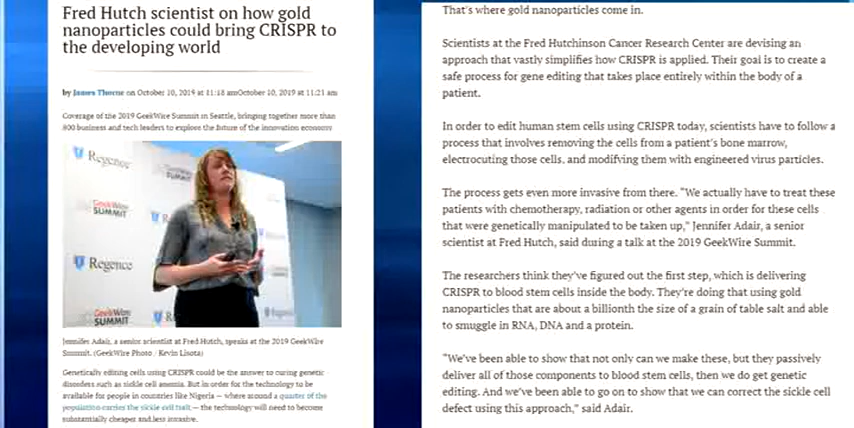 Fred Hutch scientist on how gold
nanoparticles could bring CRISPR to
the developing world
by James Thorne on October 10, 2019 at 11:18 amOctober 10, 2019 at 11:21 am
Coverage of the 2019 GeekWire Summit in Seattle, bringing together more than
800 business and tech leaders to explore the future of the innovation economy
Regence
GeekWire
SUMMIT
Regence
GeekWire
SUMMIT
Jennifer Adair, a senior scientist at Fred Hutch, speaks at the 2019 GeekWire
Summit. (GeekWire Photo / Kevin Lisota)
Genetically editing cells using CRISPR could be the answer to curing genetic
disorders such as sickle cell anemia. But in order for the technology to be
available for people in countries like Nigeria — where around a quarter of the
population carries the sickle cell trait — the technology will need to become
substantially cheaper and less invasive.
That's where gold nanoparticles come in.
Scientists at the Fred Hutchinson Cancer Research Center are devising an
approach that vastly simplifies how CRISPR is applied. Their goal is to create a
safe process for gene editing that takes place entirely within the body of a
patient.
In order to edit human stem cells using CRISPR today, scientists have to follow a
process that involves removing the cells from a patient's bone marrow,
electrocuting those cells, and modifying them with engineered virus particles.
The process gets even more invasive from there. "We actually have to treat these
patients with chemotherapy, radiation or other agents in order for these cells
that were genetically manipulated to be taken up," Jennifer Adair, a senior
scientist at Fred Hutch, said during a talk at the 2019 GeekWire Summit.
The researchers think they've figured out the first step, which is delivering
CRISPR to blood stem cells inside the body. They're doing that using gold
nanoparticles that are about a billionth the size of a grain of table salt and able
to smuggle in RNA, DNA and a protein.
"We've been able to show that not only can we make these, but they passively
deliver all of those components to blood stem cells, then we do get genetic
editing. And we've been able to go on to show that we can correct the sickle cell
defect using this approach," said Adair.